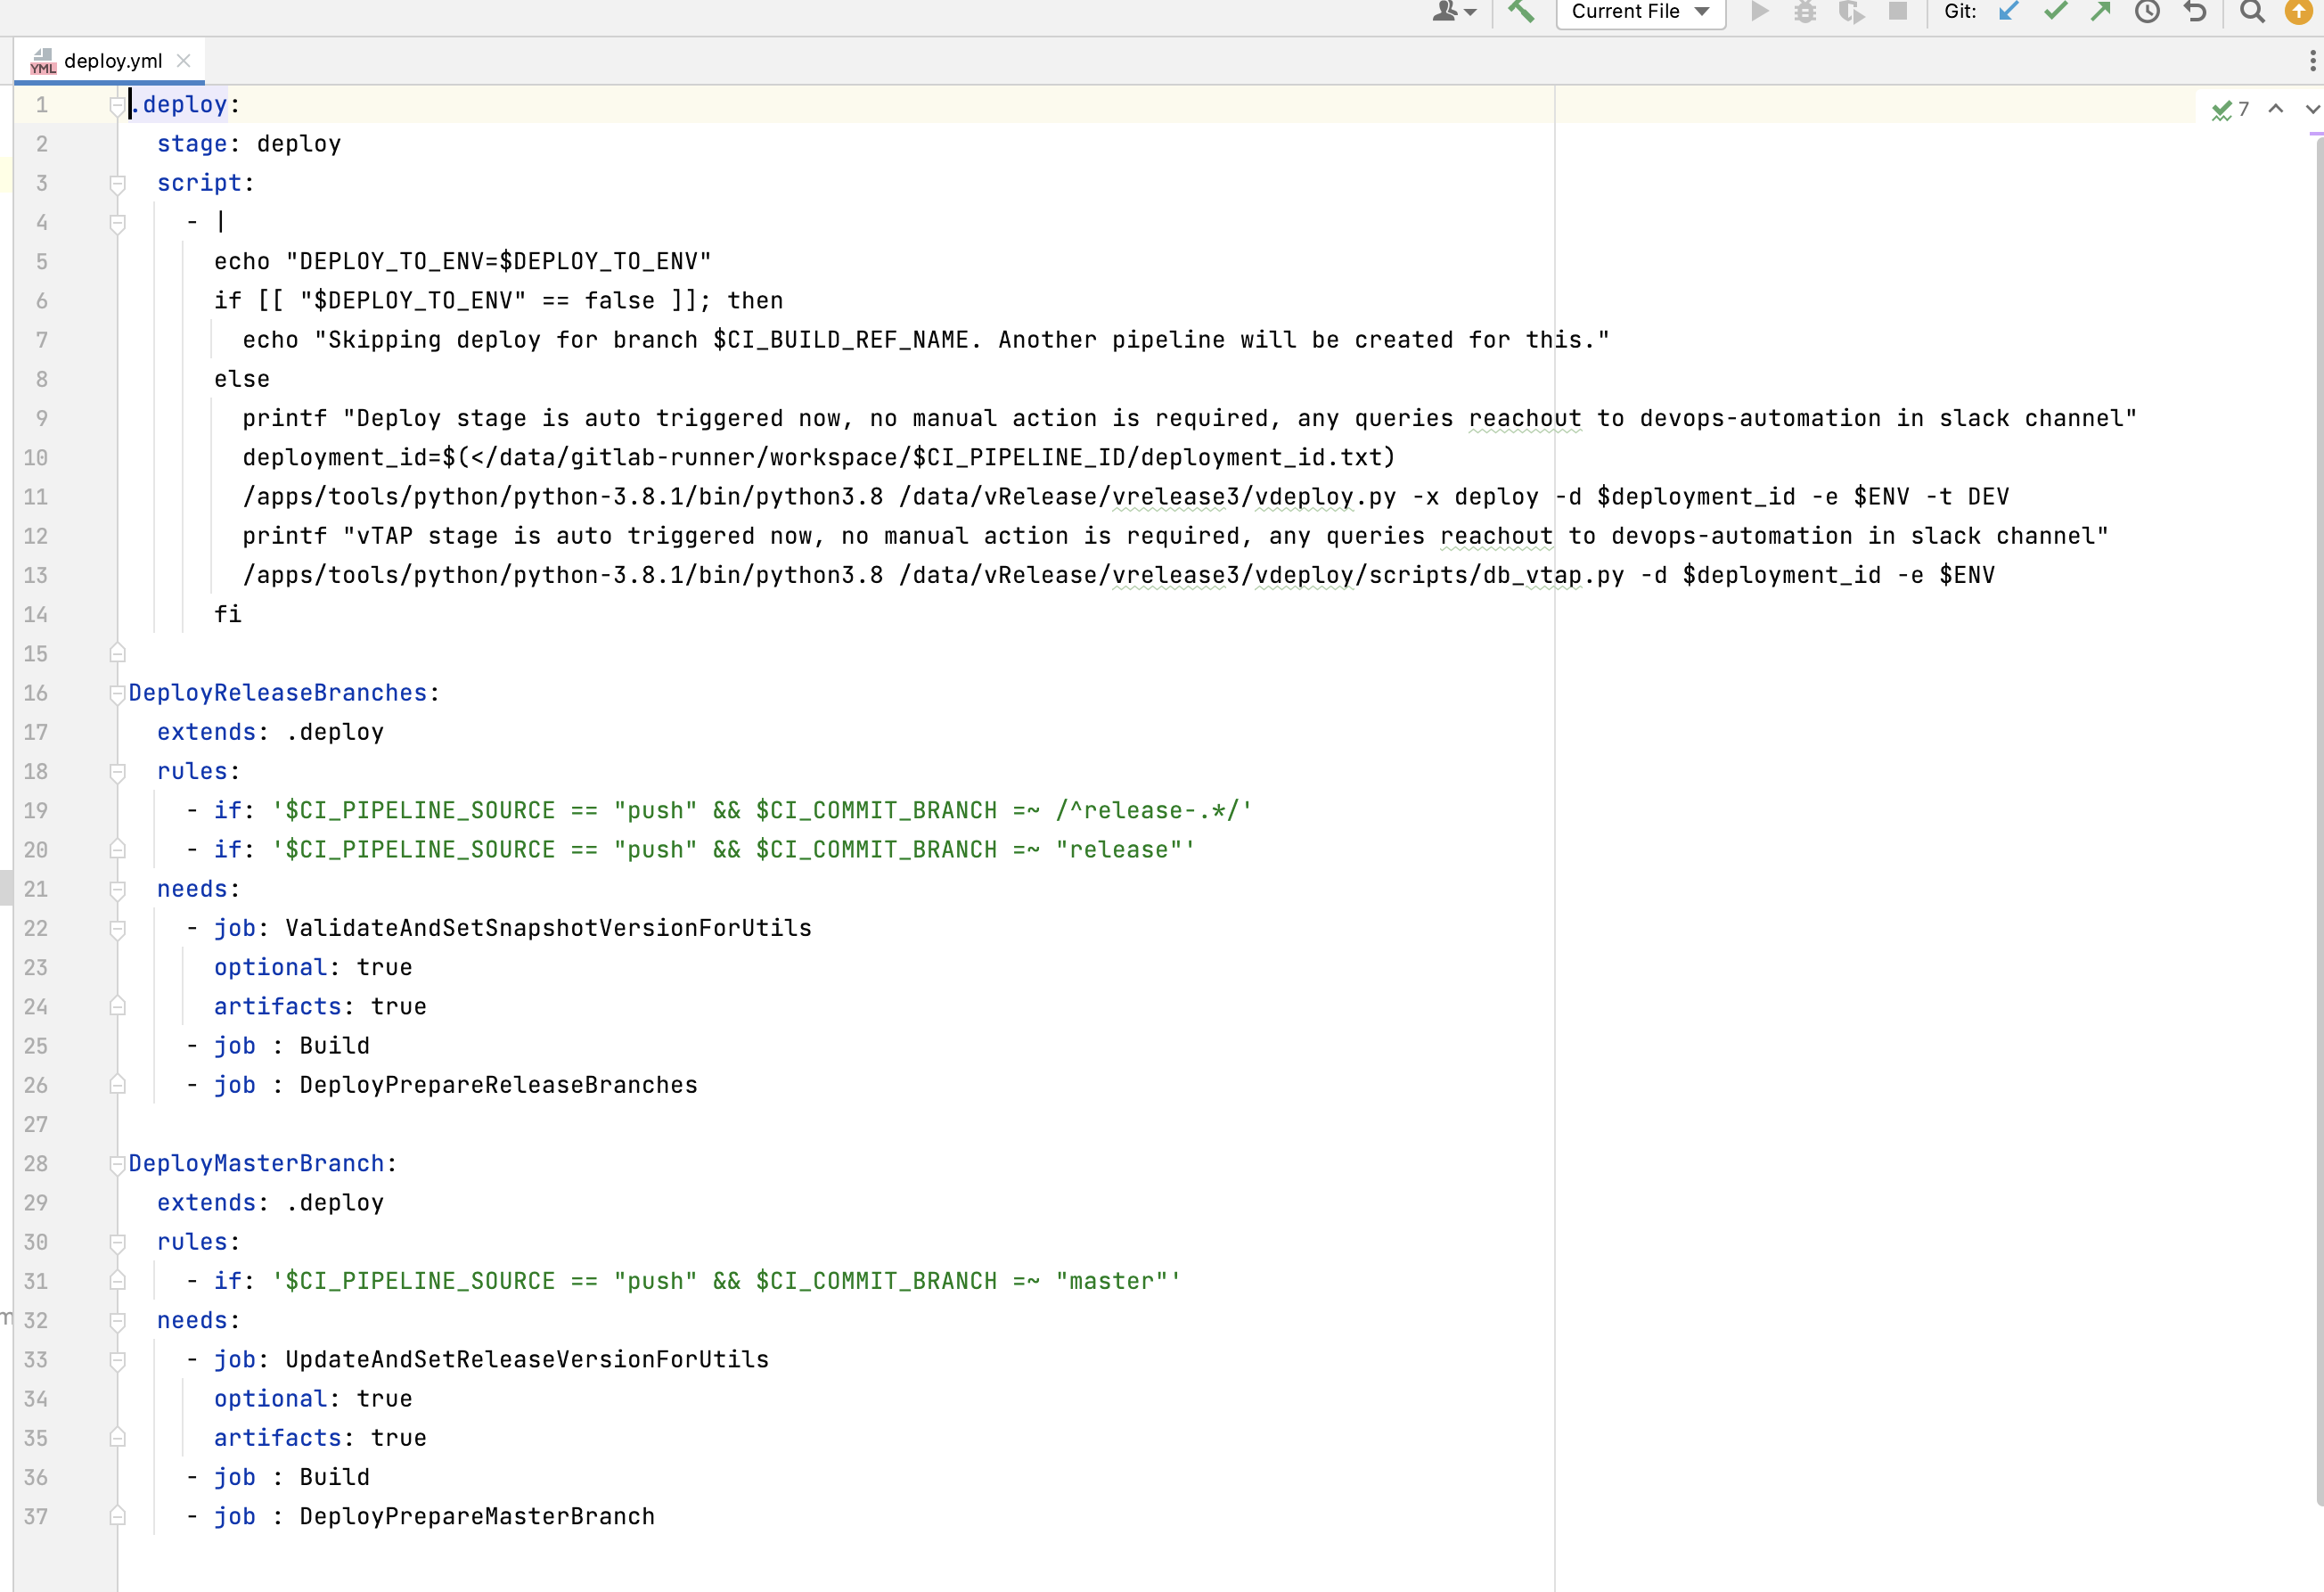 Current File
Git:
YML deploy.yml
7
1 .deploy:
2   stage: deploy
3   script:
4     - |
5       echo "DEPLOY_TO_ENV=$DEPLOY_TO_ENV"
6       if [[ "$DEPLOY_TO_ENV" == false ]]; then
7         echo "Skipping deploy for branch $CI_BUILD_REF_NAME. Another pipeline will be created for this."
8       else
9         printf "Deploy stage is auto triggered now, no manual action is required, any queries reachout to devops-automation in slack channel"
10         deployment_id=$(</data/gitlab-runner/workspace/$CI_PIPELINE_ID/deployment_id.txt)
11         /apps/tools/python/python-3.8.1/bin/python3.8 /data/vRelease/vrelease3/vdeploy.py -x deploy -d $deployment_id -e $ENV -t DEV
12         printf "vTAP stage is auto triggered now, no manual action is required, any queries reachout to devops-automation in slack channel"
13         /apps/tools/python/python-3.8.1/bin/python3.8 /data/vRelease/vrelease3/vdeploy/scripts/db_vtap.py -d $deployment_id -e $ENV
14       fi
15
16 DeployReleaseBranches:
17   extends: .deploy
18   rules:
19     - if: '$CI_PIPELINE_SOURCE == "push" && $CI_COMMIT_BRANCH =~ /^release-.*/'
20     - if: '$CI_PIPELINE_SOURCE == "push" && $CI_COMMIT_BRANCH =~ "release"'
21   needs:
22     - job: ValidateAndSetSnapshotVersionForUtils
23       optional: true
24       artifacts: true
25     - job : Build
26     - job : DeployPrepareReleaseBranches
27
28 DeployMasterBranch:
29   extends: .deploy
30   rules:
31     - if: '$CI_PIPELINE_SOURCE == "push" && $CI_COMMIT_BRANCH =~ "master"'
32   needs:
33     - job: UpdateAndSetReleaseVersionForUtils
34       optional: true
35       artifacts: true
36     - job : Build
37     - job : DeployPrepareMasterBranch